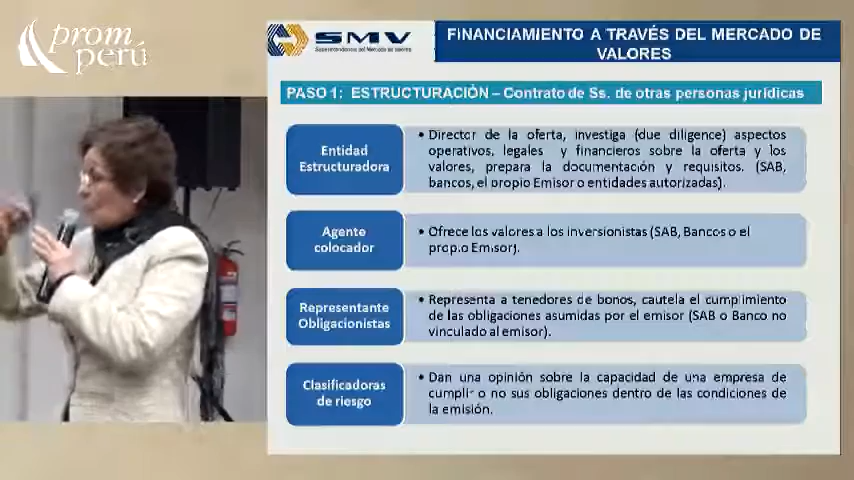 prom
perú
SMV
Superintendencia del Mercado de Valores
FINANCIAMIENTO A TRAVÉS DEL MERCADO DE
VALORES
PASO 1: ESTRUCTURACIÓN – Contrato de Ss. de otras personas jurídicas
Entidad
Estructuradora
• Director de la oferta, investiga (due diligence) aspectos
operativos, legales y financieros sobre la oferta y los
valores, prepara la documentación y requisitos. (SAB,
bancos, el propio Emisor o entidades autorizadas).
Agente
colocador
• Ofrece los valores a los inversionistas (SAB, Bancos o el
propio Emisor).
Representante
Obligacionistas
• Representa a tenedores de bonos, cautela el cumplimiento
de las obligaciones asumidas por el emisor (SAB o Banco no
vinculado al emisor).
Clasificadoras
de riesgo
• Dan una opinión sobre la capacidad de una empresa de
cumplir o no sus obligaciones dentro de las condiciones de
la emisión.